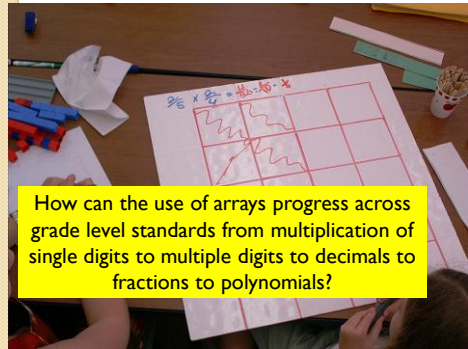 How can the use of arrays progress across
grade level standards from multiplication of
single digits to multiple digits to decimals to
fractions to polynomials?